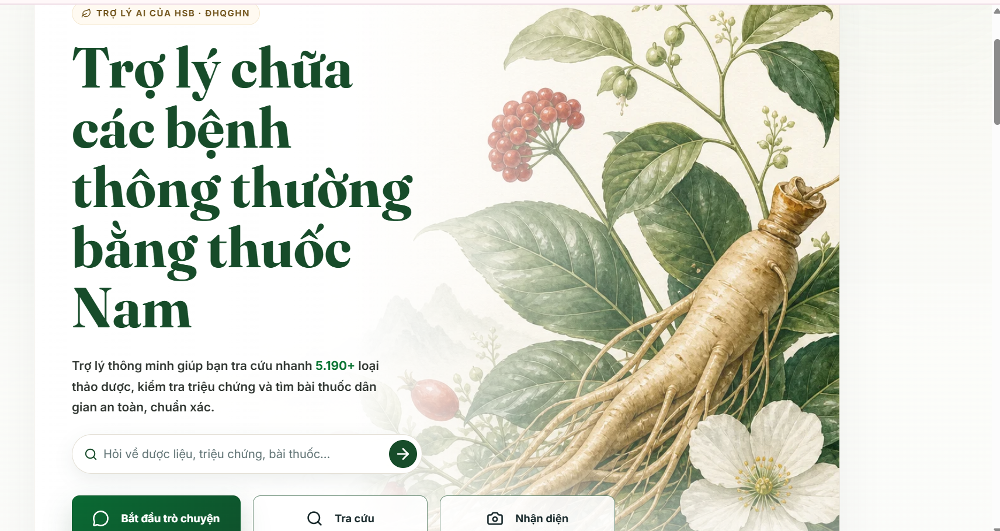 TRỢ LÝ AI CỦA HSB · ĐHQGHN
Trợ lý chữa
các bệnh
thông thường
bằng thuốc
Nam
Trợ lý thông minh giúp bạn tra cứu nhanh 5.190+ loại
thảo dược, kiểm tra triệu chứng và tìm bài thuốc dân
gian an toàn, chuẩn xác.
Hỏi về dược liệu, triệu chứng, bài thuốc...
Bắt đầu trò chuyện
Tra cứu
Nhận diện